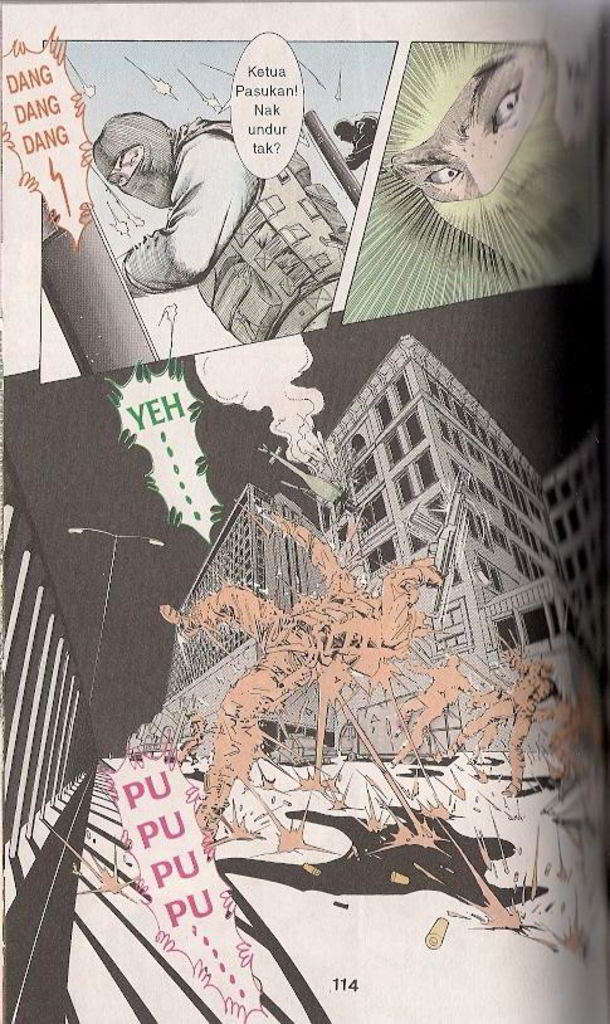 DANG
DANG
DANG
Ketua
Pasukan!
Nak
undur
tak?
YEH
PU
PU
PU
PU
114